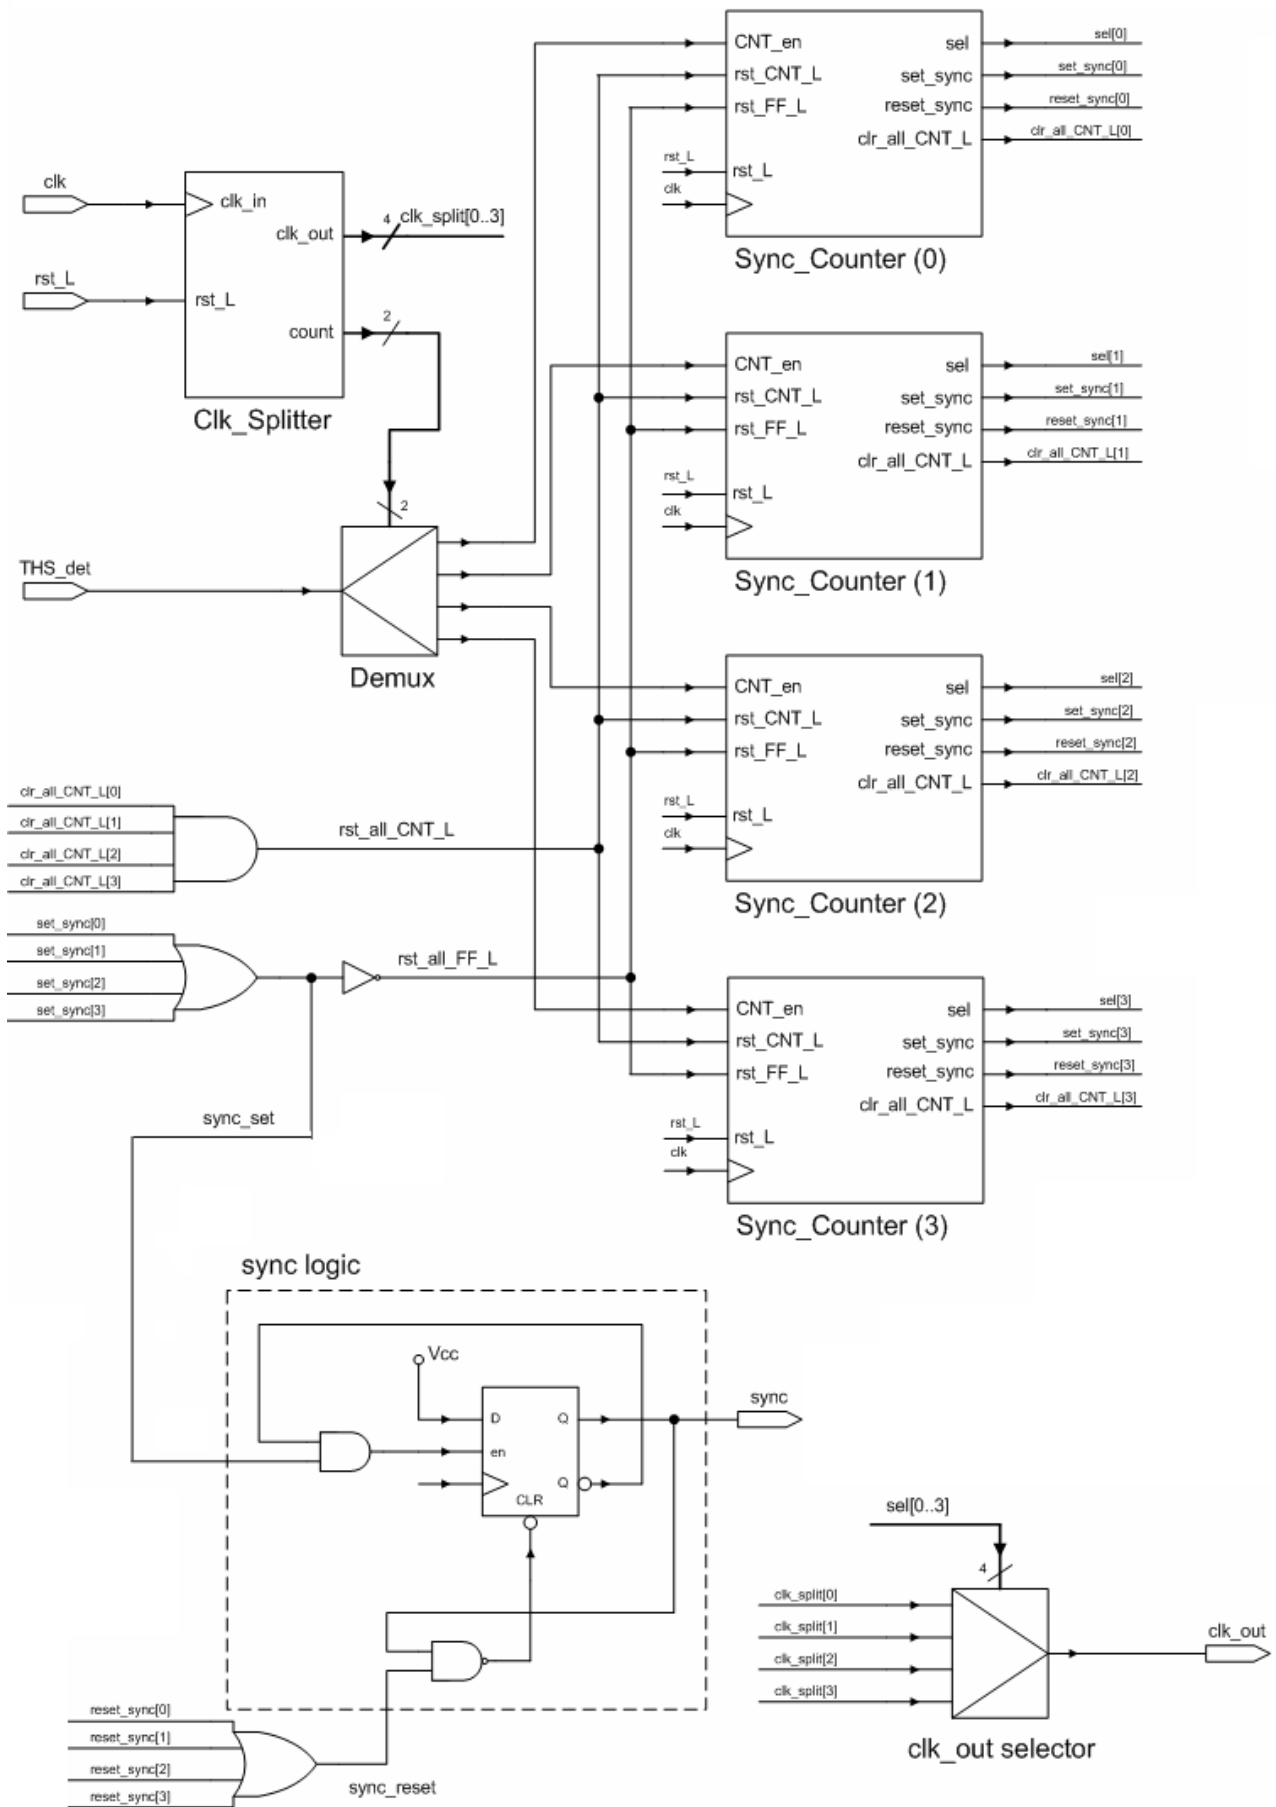 CNT_en
sel
sel[0]
rst_CNT_L
set_sync
set_sync[0]
rst_FF_L
reset_sync
reset_sync[0]
clr_all_CNT_L
clr_all_CNT_L[0]
rst_L
rst_L
clk
Sync_Counter (0)
clk
clk_in
clk_out
4
clk_split[0..3]
rst_L
rst_L
count
2
Clk_Splitter
2
CNT_en
sel
sel[1]
rst_CNT_L
set_sync
set_sync[1]
rst_FF_L
reset_sync
reset_sync[1]
clr_all_CNT_L
clr_all_CNT_L[1]
rst_L
rst_L
clk
Sync_Counter (1)
THS_det
Demux
CNT_en
sel
sel[2]
rst_CNT_L
set_sync
set_sync[2]
rst_FF_L
reset_sync
reset_sync[2]
clr_all_CNT_L
clr_all_CNT_L[2]
rst_L
rst_L
clk
Sync_Counter (2)
clr_all_CNT_L[0]
clr_all_CNT_L[1]
clr_all_CNT_L[2]
clr_all_CNT_L[3]
rst_all_CNT_L
set_sync[0]
set_sync[1]
set_sync[2]
set_sync[3]
rst_all_FF_L
CNT_en
sel
sel[3]
rst_CNT_L
set_sync
set_sync[3]
rst_FF_L
reset_sync
reset_sync[3]
clr_all_CNT_L
clr_all_CNT_L[3]
rst_L
rst_L
clk
Sync_Counter (3)
sync_set
sync logic
Vcc
D
Q
en
Q
CLR
sync
reset_sync[0]
reset_sync[1]
reset_sync[2]
reset_sync[3]
sync_reset
sel[0..3]
4
clk_split[0]
clk_split[1]
clk_split[2]
clk_split[3]
clk_out
clk_out selector